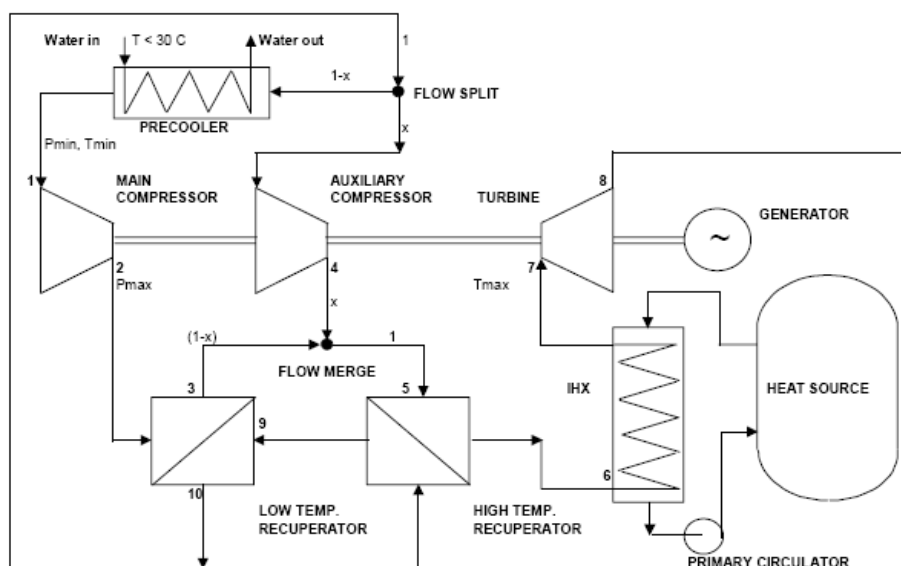 1
Water in
T < 30 C
Water out
1-x
FLOW SPLIT
PRECOOLER
x
Pmin, Tmin
1
MAIN
COMPRESSOR
AUXILIARY
COMPRESSOR
TURBINE
8
GENERATOR
~
2
Pmax
4
7
Tmax
x
(1-x)
1
FLOW MERGE
3
5
IHX
HEAT SOURCE
9
6
10
LOW TEMP.
RECUPERATOR
HIGH TEMP.
RECUPERATOR
PRIMARY CIRCULATOR